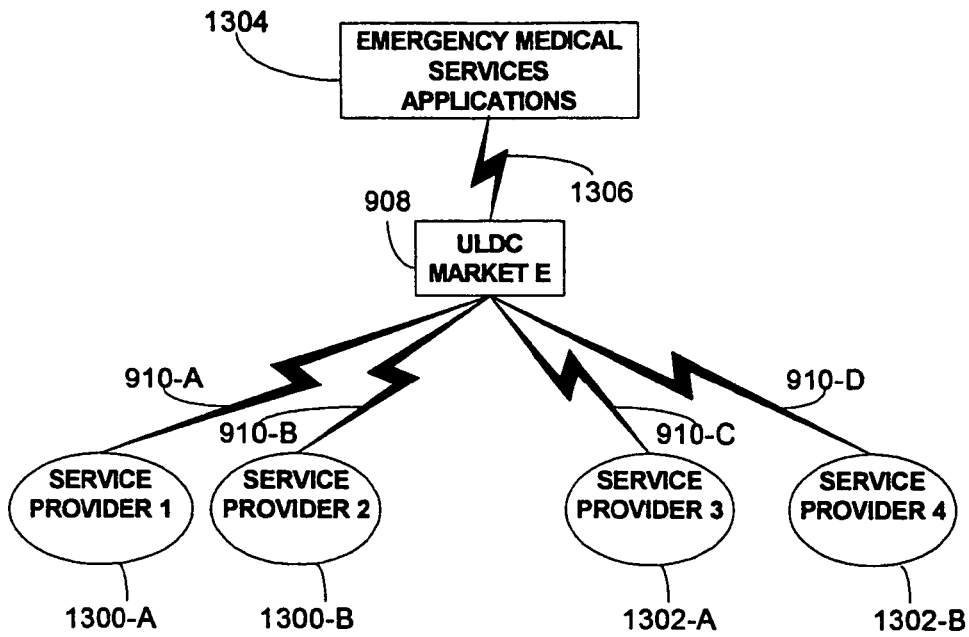 1304
EMERGENCY MEDICAL
SERVICES
APPLICATIONS
1306
908
ULDC
MARKET E
910-A
910-B
910-C
910-D
SERVICE
PROVIDER 1
SERVICE
PROVIDER 2
SERVICE
PROVIDER 3
SERVICE
PROVIDER 4
1300-A
1300-B
1302-A
1302-B